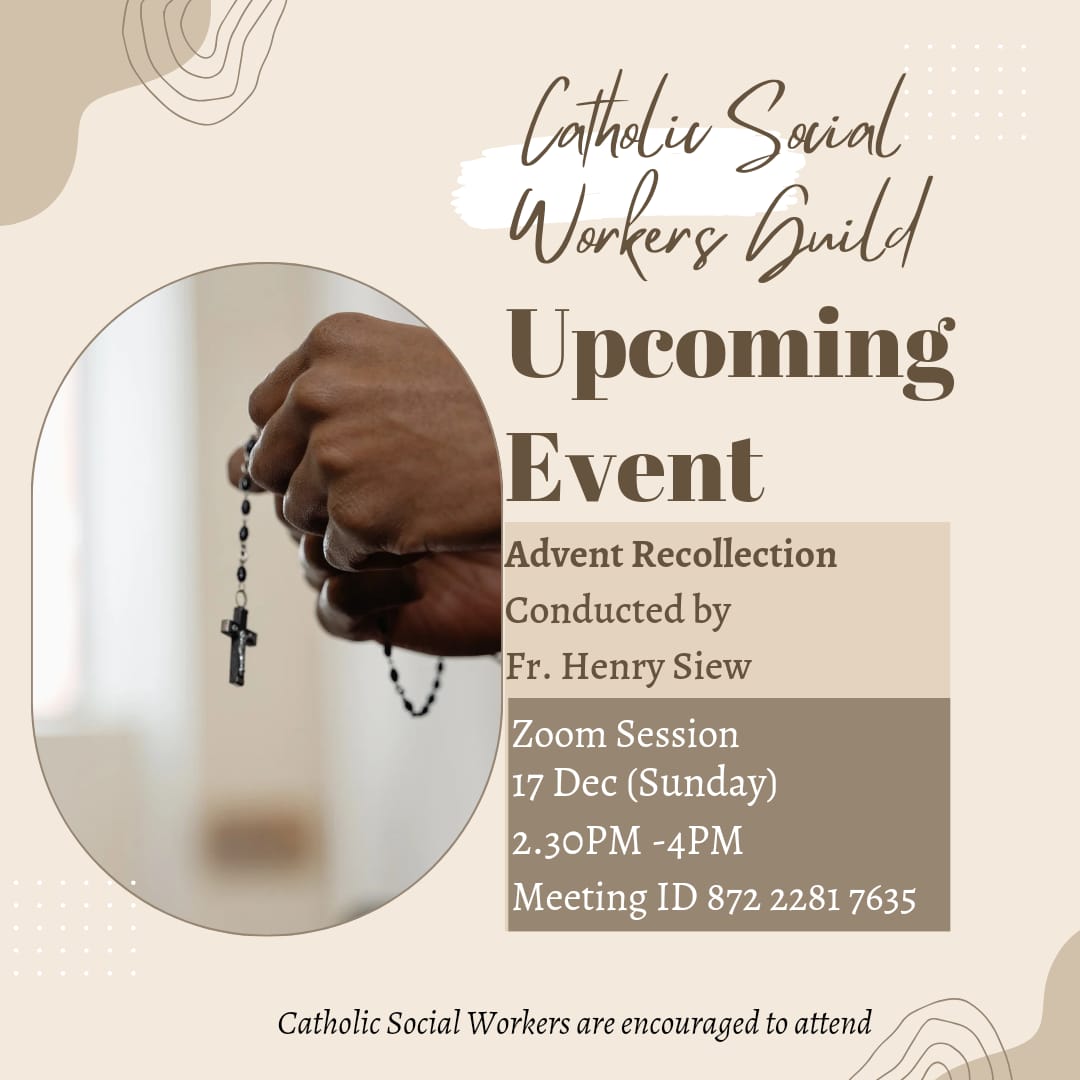 Catholic Social
Workers Guild
Upcoming
Event
Advent Recollection
Conducted by
Fr. Henry Siew
Zoom Session
17 Dec (Sunday)
2.30PM -4PM
Meeting ID 872 2281 7635
Catholic Social Workers are encouraged to attend